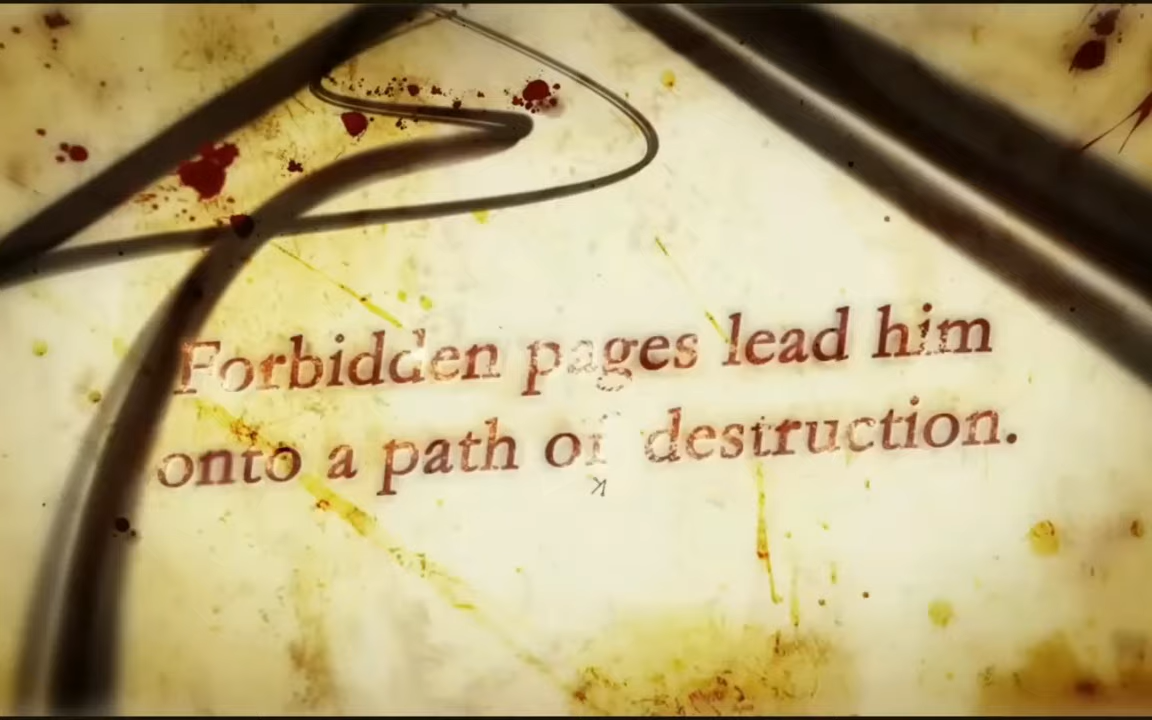 Forbidden pages lead him
onto a path of destruction.